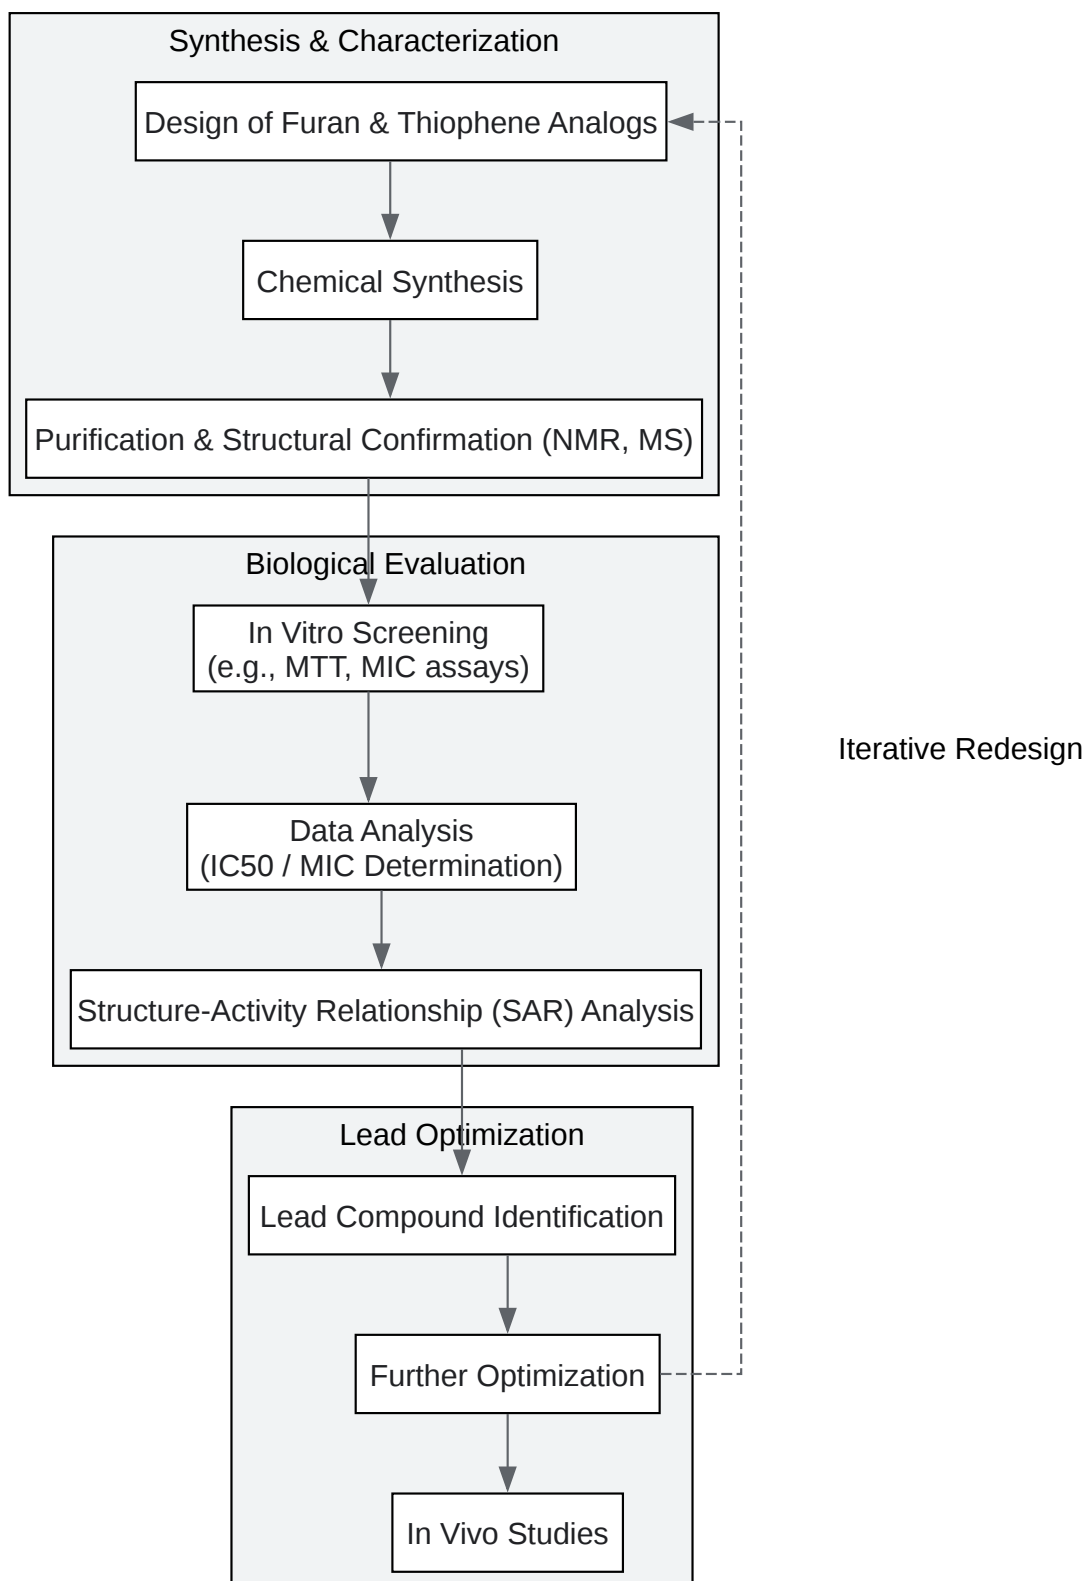 Synthesis & Characterization
Design of Furan & Thiophene Analogs
Chemical Synthesis
Purification & Structural Confirmation (NMR, MS)
Biological Evaluation
In Vitro Screening
(e.g., MTT, MIC assays)
Iterative Redesign
Data Analysis
(IC50 / MIC Determination)
Structure-Activity Relationship (SAR) Analysis
Lead Optimization
Lead Compound Identification
Further Optimization
In Vivo Studies